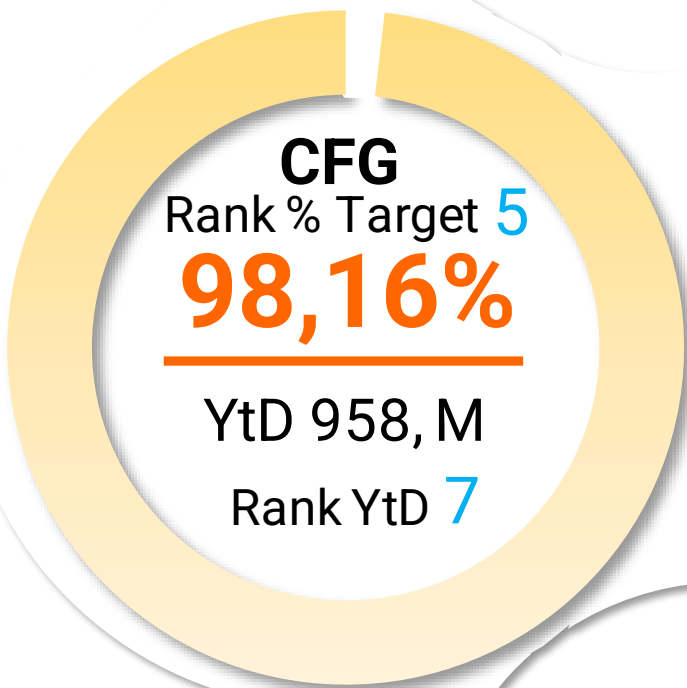 CFG
Rank % Target 5
98,16%
YtD 958, M
Rank YtD 7